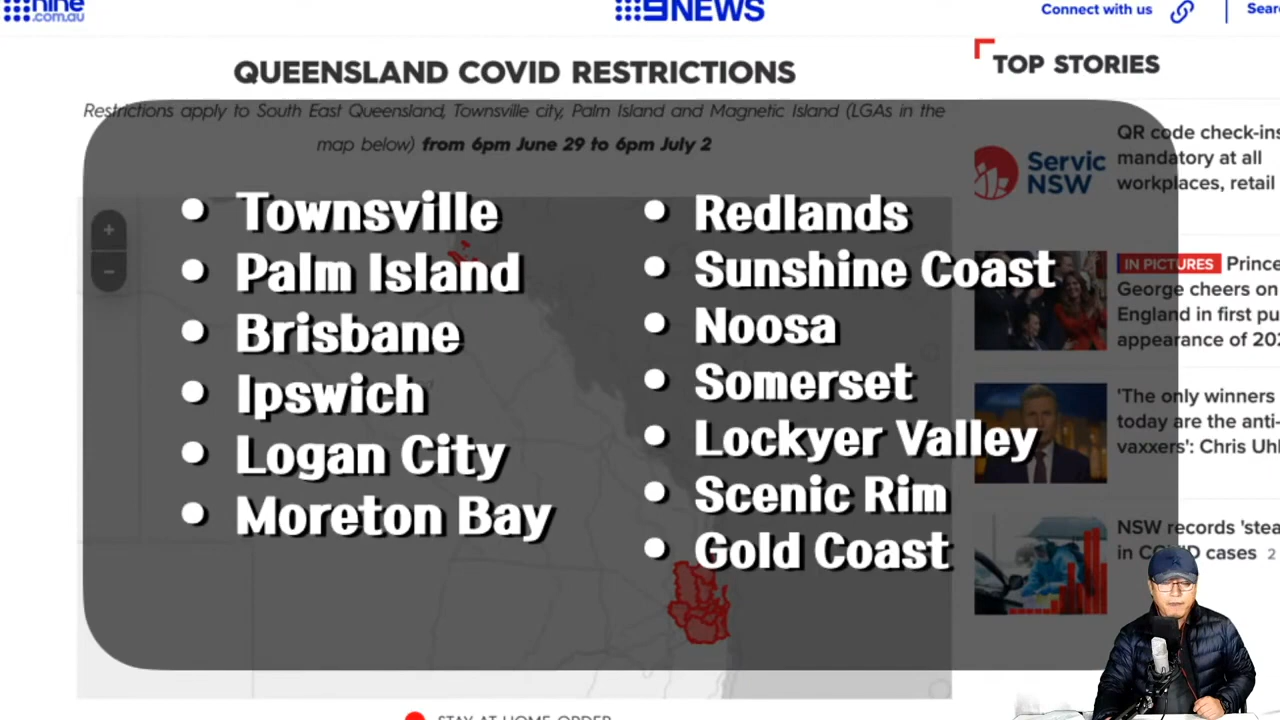 nine
.com.au
9NEWS
Connect with us
QUEENSLAND COVID RESTRICTIONS
Restrictions apply to South East Queensland, Townsville city, Palm Island and Magnetic Island (LGAs in the
map below) from 6pm June 29 to 6pm July 2
• Townsville
• Palm Island
• Brisbane
• Ipswich
• Logan City
• Moreton Bay
• Redlands
• Sunshine Coast
• Noosa
• Somerset
• Lockyer Valley
• Scenic Rim
• Gold Coast
+
−
STAY AT HOME ORDER
TOP STORIES
Servic
NSW
QR code check-ins
mandatory at all
workplaces, retail
IN PICTURES Prince
George cheers on
England in first pu
appearance of 202
'The only winners
today are the anti-
vaxxers': Chris Uhl
NSW records 'stea
in COVID cases 2